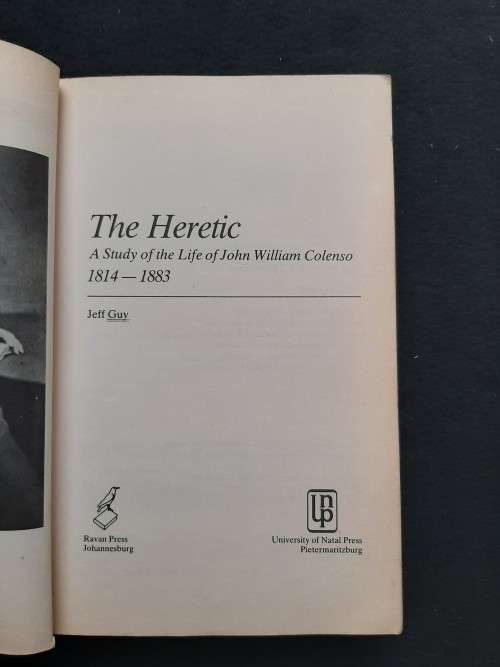 The Heretic
A Study of the Life of John William Colenso
1814 — 1883
Jeff Guy
Ravan Press
Johannesburg
unp
University of Natal Press
Pietermaritzburg